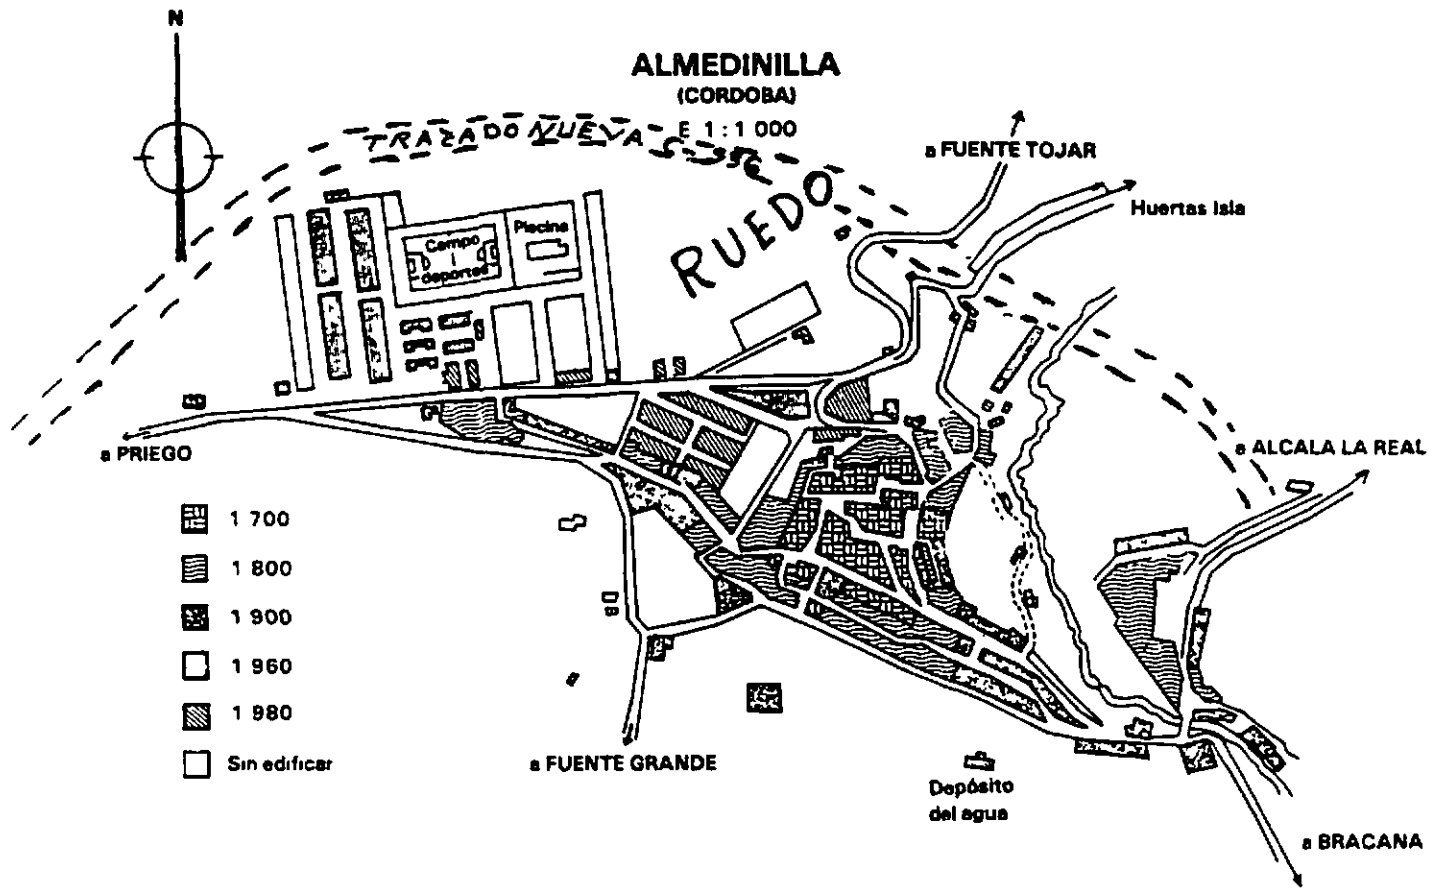 N
ALMEDINILLA
(CORDOBA)
E 1:1 000
TRAZADO NUEVA C-336
RUEDO
a FUENTE TOJAR
Huertas Isla
Campo
deportes
Piscina
a PRIEGO
a ALCALA LA REAL
1 700
1 800
1 900
1 960
1 980
Sin edificar
a FUENTE GRANDE
Depósito
del agua
a BRACANA